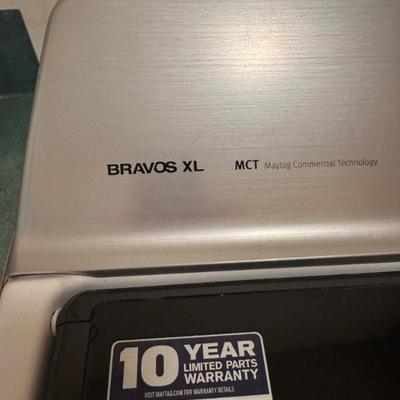 BRAVOS XL MCT Maytag Commercial Technology
10 YEAR
LIMITED PARTS
WARRANTY
VISIT MAYTAG.COM FOR WARRANTY DETAILS